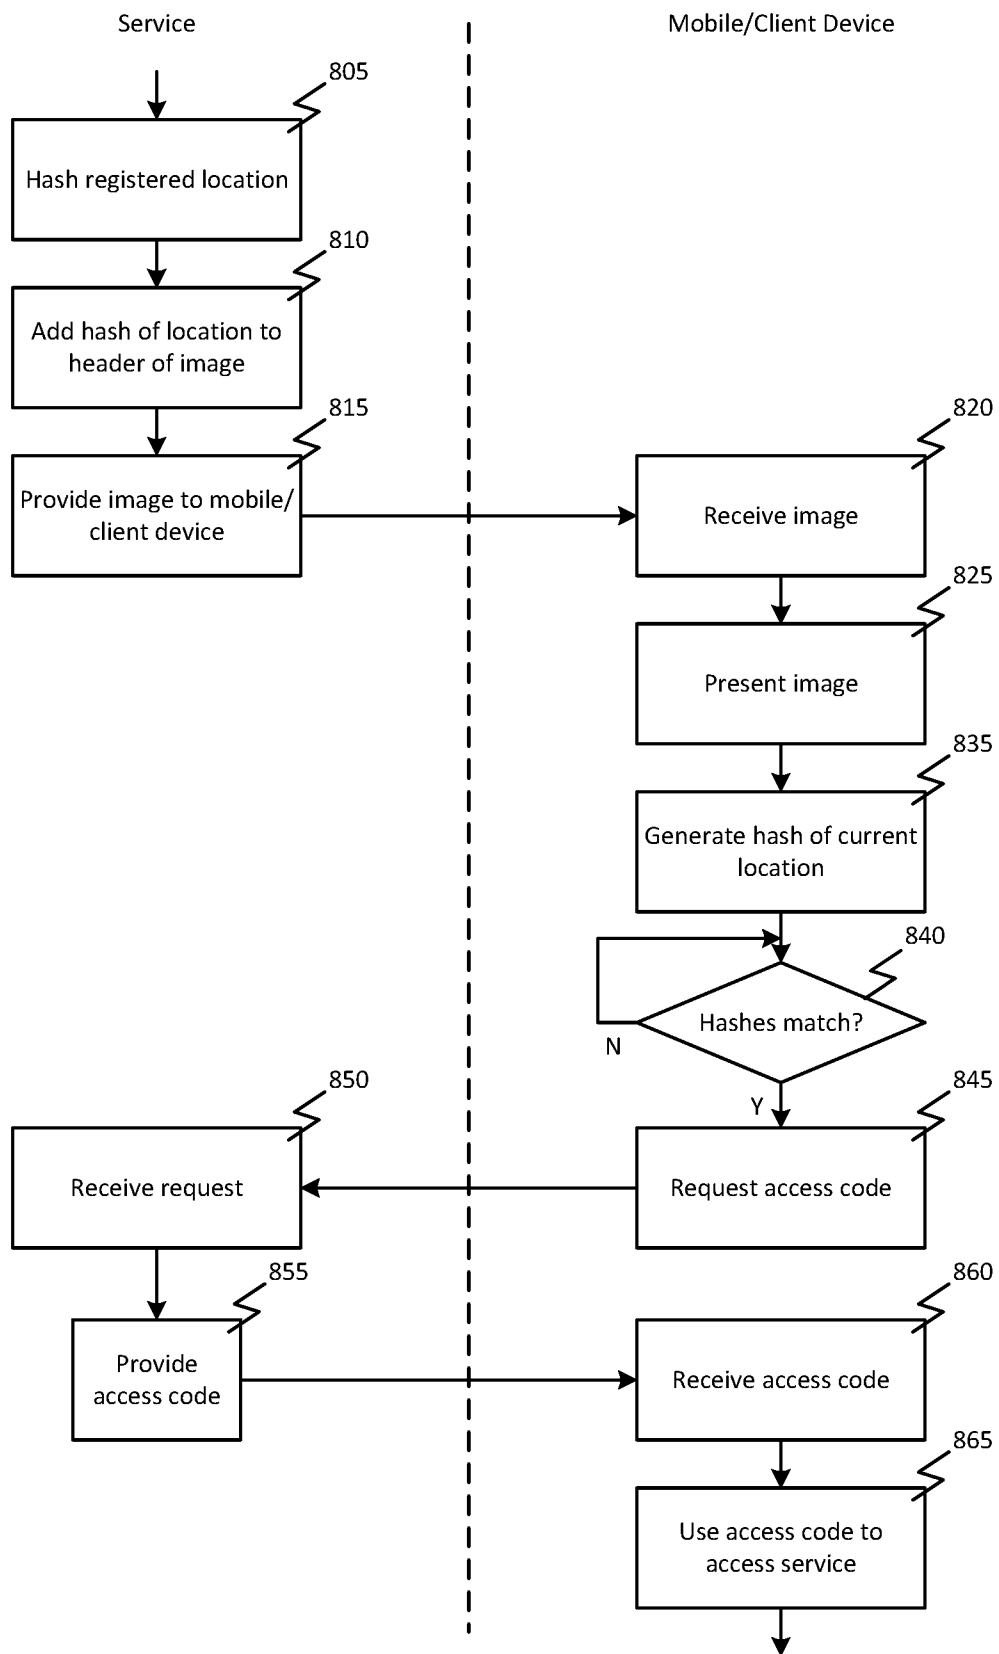 Service
Mobile/Client Device
805
Hash registered location
810
Add hash of location to
header of image
815
Provide image to mobile/
client device
820
Receive image
825
Present image
835
Generate hash of current
location
840
Hashes match?
N
Y
845
Request access code
850
Receive request
855
Provide
access code
860
Receive access code
865
Use access code to
access service